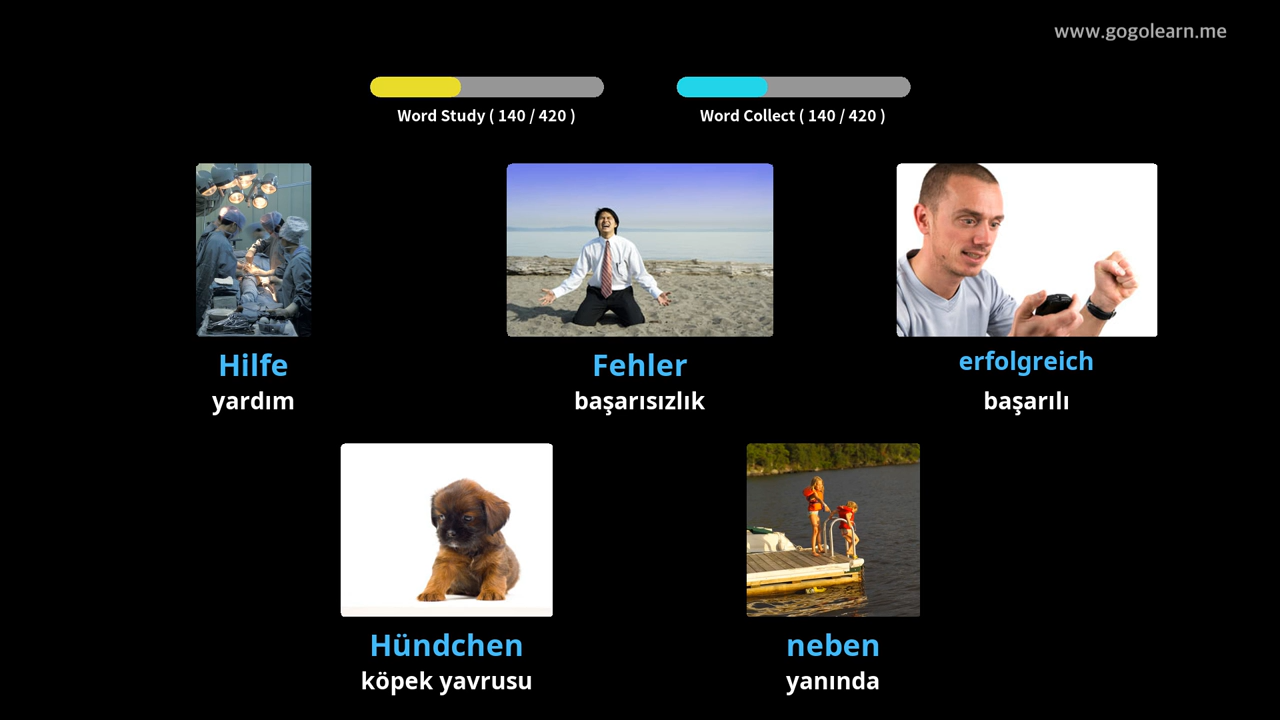 www.gogolearn.me
Word Study ( 140 / 420 )
Word Collect ( 140 / 420 )
Hilfe
yardım
Fehler
başarısızlık
erfolgreich
başarılı
Hündchen
köpek yavrusu
neben
yanında